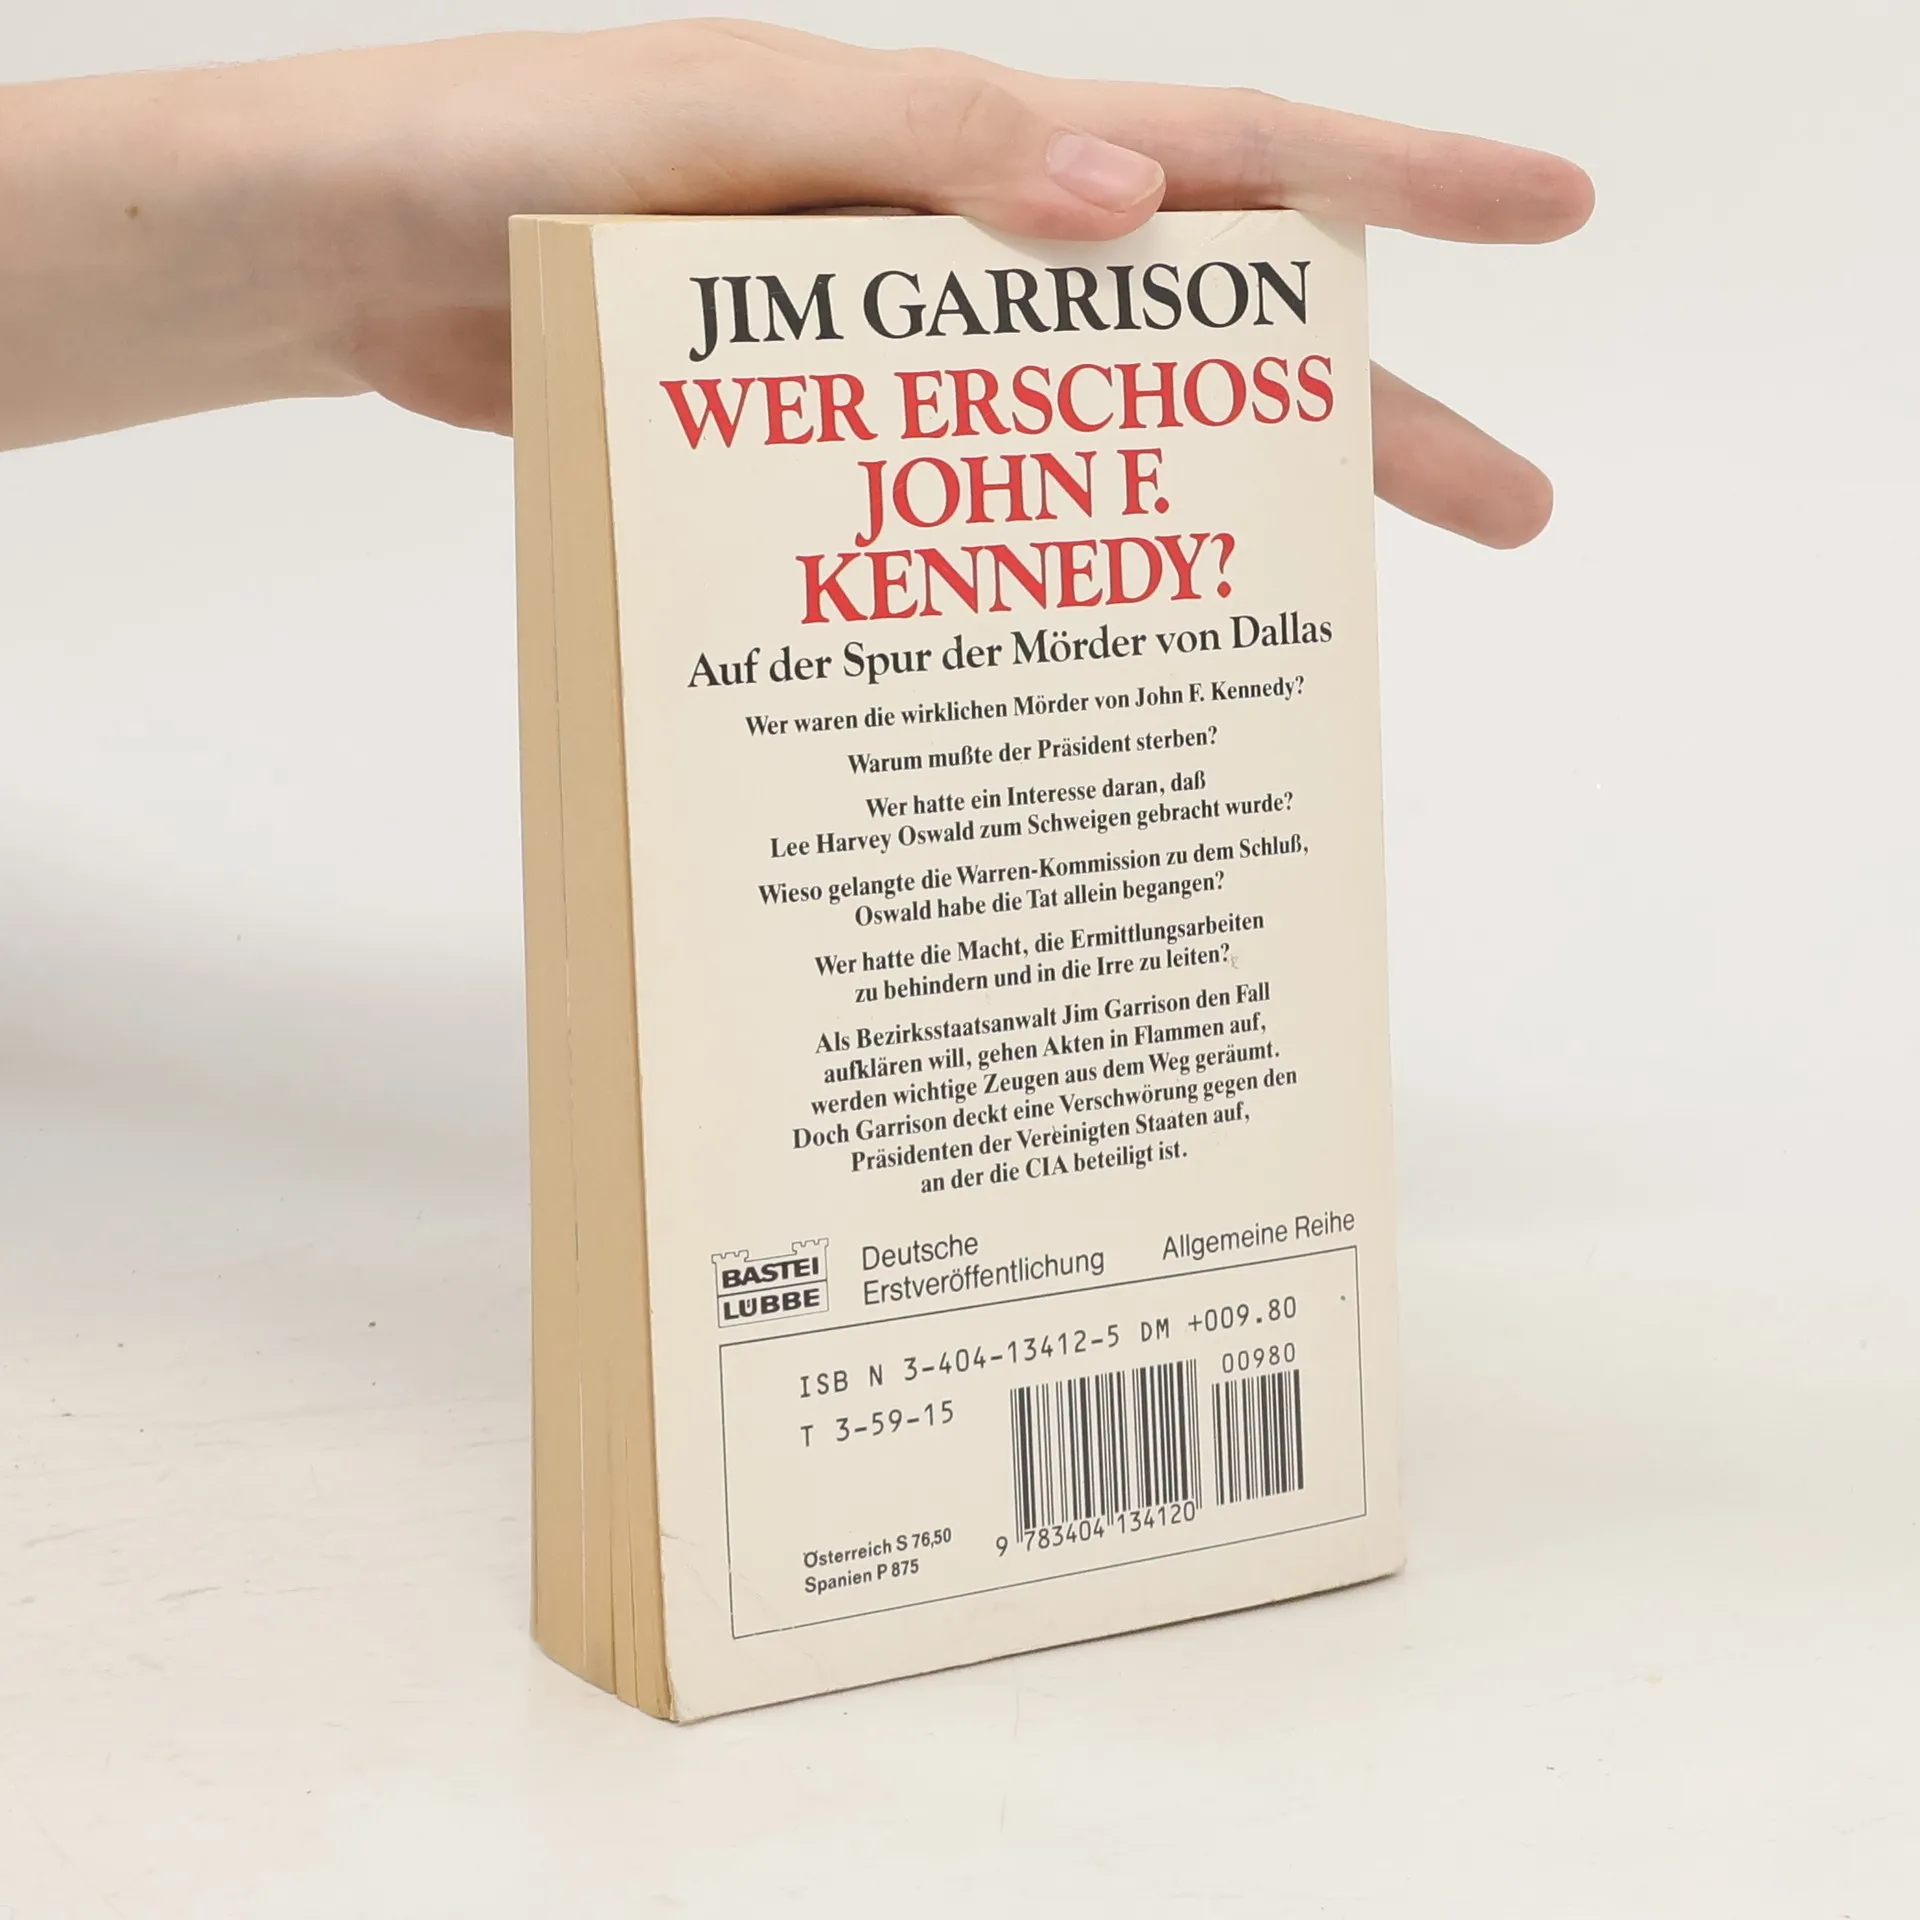 JIM GARRISON
WER ERSCHOSS
JOHN F.
KENNEDY?
Auf der Spur der Mörder von Dallas
Wer waren die wirklichen Mörder von John F. Kennedy?
Warum mußte der Präsident sterben?
Wer hatte ein Interesse daran, daß
Lee Harvey Oswald zum Schweigen gebracht wurde?
Wieso gelangte die Warren-Kommission zu dem Schluß,
Oswald habe die Tat allein begangen?
Wer hatte die Macht, die Ermittlungsarbeiten
zu behindern und in die Irre zu leiten?
Als Bezirksstaatsanwalt Jim Garrison den Fall
aufklären will, gehen Akten in Flammen auf,
werden wichtige Zeugen aus dem Weg geräumt.
Doch Garrison deckt eine Verschwörung gegen den
Präsidenten der Vereinigten Staaten auf,
an der die CIA beteiligt ist.
BASTEI
LÜBBE
Deutsche
Erstveröffentlichung
Allgemeine Reihe
ISB N 3-404-13412-5 DM +009.80
T 3-59-15
00980
9 783404 134120
Österreich S 76,50
Spanien P 875